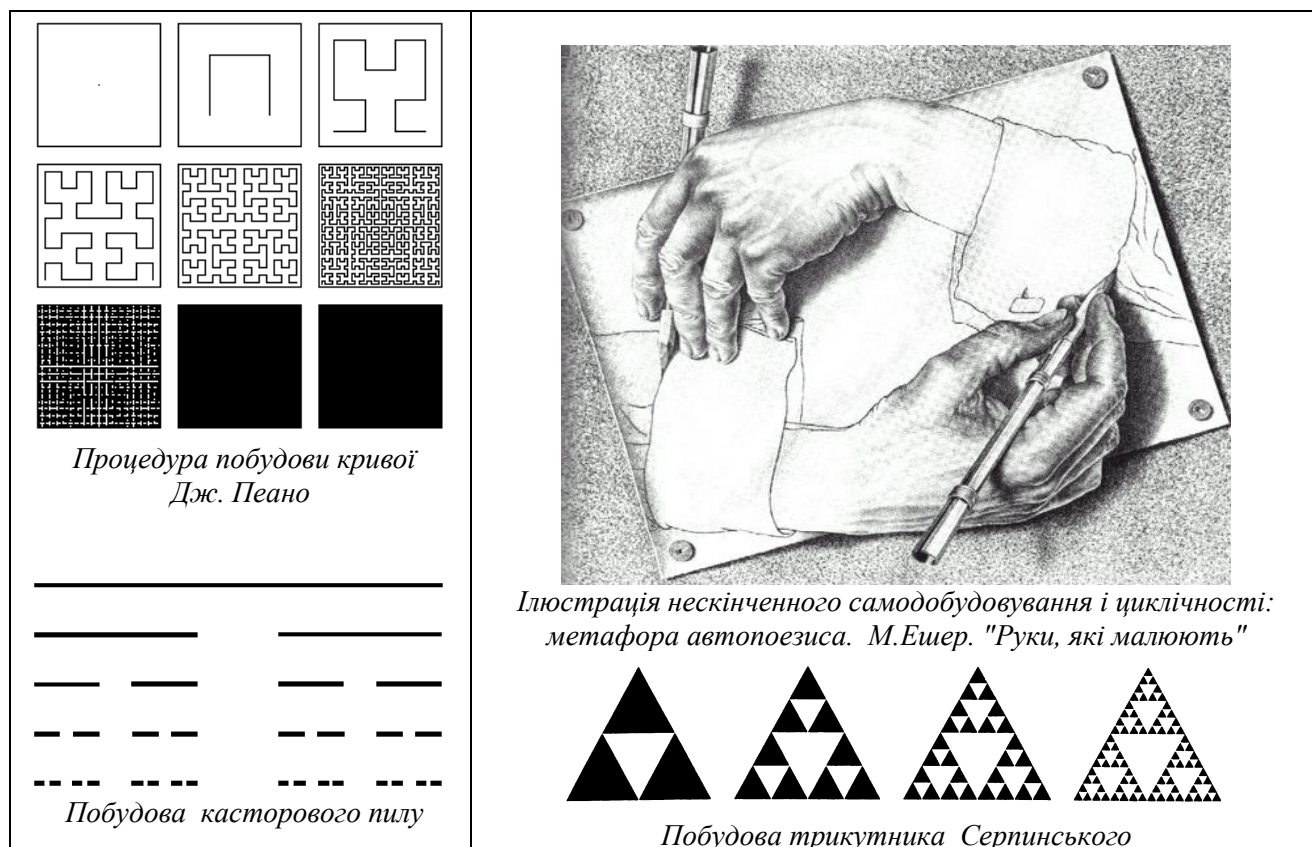 Процедура побудови кривої
Дж. Пеано
Побудова касторового пилу
Ілюстрація нескінченного самодобудовування і циклічності:
метафора автопоезиса. М.Ешер. "Руки, які малюють"
Побудова трикутника Серпинського